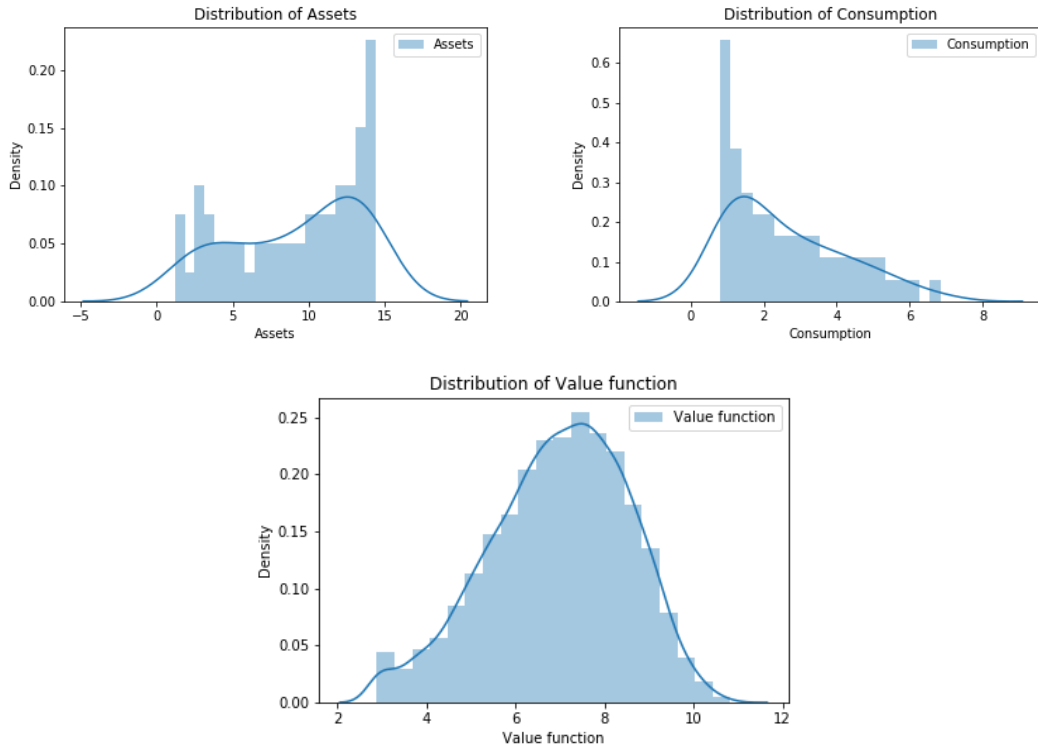 Distribution of Assets
Assets
Density
0.20
0.15
0.10
0.05
0.00
−5 0 5 10 15 20
Assets
Distribution of Consumption
Consumption
Density
0.6
0.5
0.4
0.3
0.2
0.1
0.0
0 2 4 6 8
Consumption
Distribution of Value function
Value function
Density
0.25
0.20
0.15
0.10
0.05
0.00
2 4 6 8 10 12
Value function